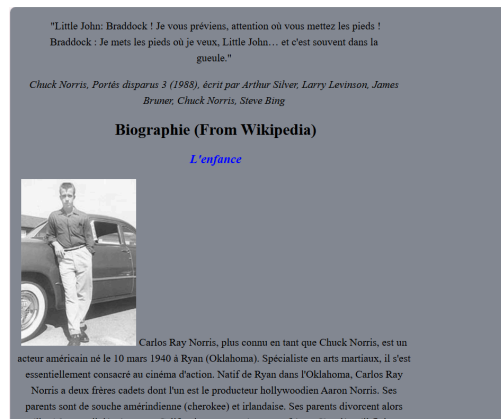 "Little John: Braddock ! Je vous préviens, attention où vous mettez les pieds !
Braddock : Je mets les pieds où je veux, Little John… et c'est souvent dans la
gueule."
Chuck Norris, Portés disparus 3 (1988), écrit par Arthur Silver, Larry Levinson, James
Bruner, Chuck Norris, Steve Bing
Biographie (From Wikipedia)
L'enfance
Carlos Ray Norris, plus connu en tant que Chuck Norris, est un
acteur américain né le 10 mars 1940 à Ryan (Oklahoma). Spécialiste en arts martiaux, il s'est
essentiellement consacré au cinéma d'action. Natif de Ryan dans l'Oklahoma, Carlos Ray
Norris a deux frères cadets dont l'un est le producteur hollywoodien Aaron Norris. Ses
parents sont de souche amérindienne (cherokee) et irlandaise. Ses parents divorcent alors